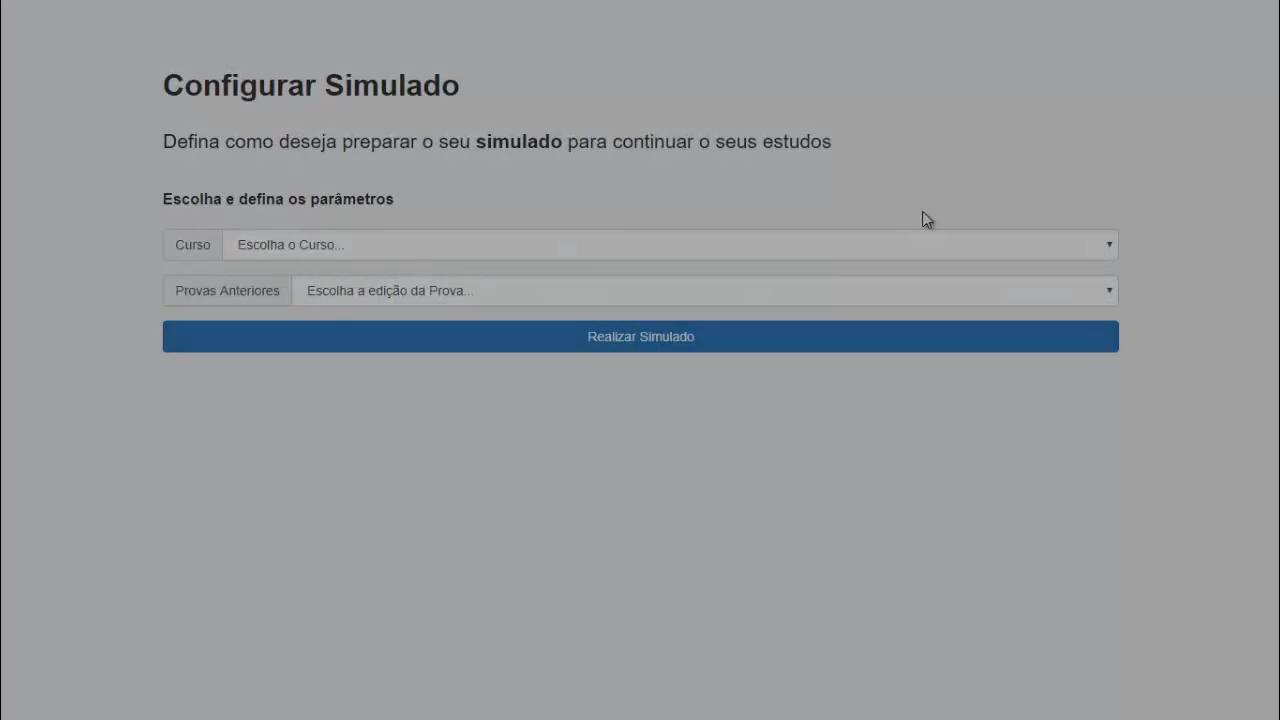 Configurar Simulado
Defina como deseja preparar o seu simulado para continuar o seus estudos
Escolha e defina os parâmetros
Curso Escolha o Curso...
Provas Anteriores Escolha a edição da Prova...
Realizar Simulado